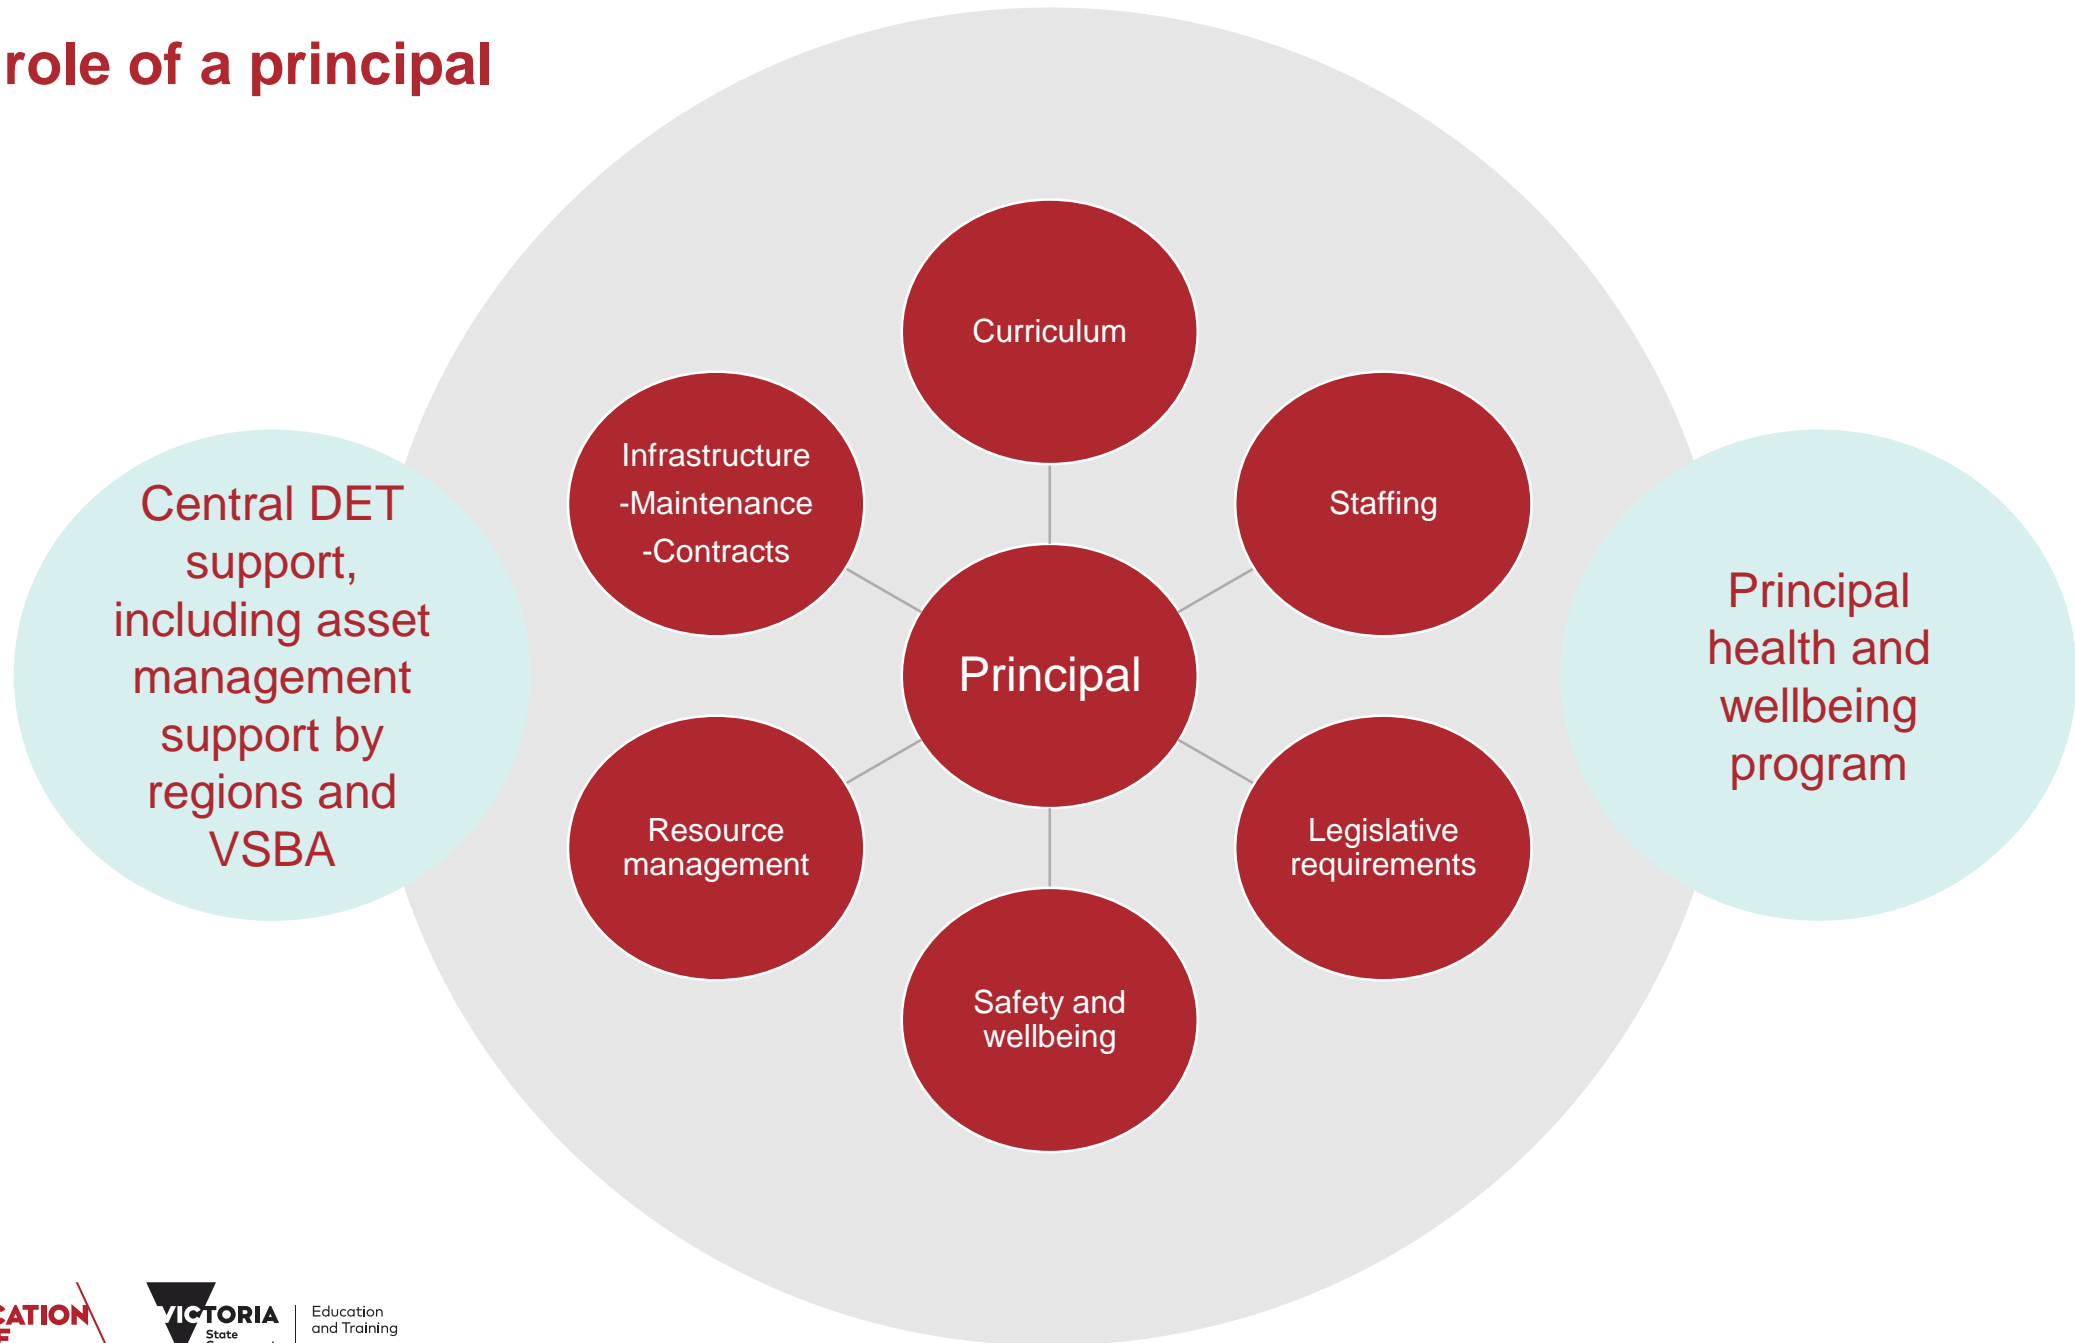 role of a principal
Curriculum
Infrastructure
-Maintenance
-Contracts
Staffing
Central DET
support,
including asset
management
support by
regions and
VSBA
Principal
Principal
health and
wellbeing
program
Resource
management
Legislative
requirements
Safety and
wellbeing
VICTORIA
State
Education
and Training